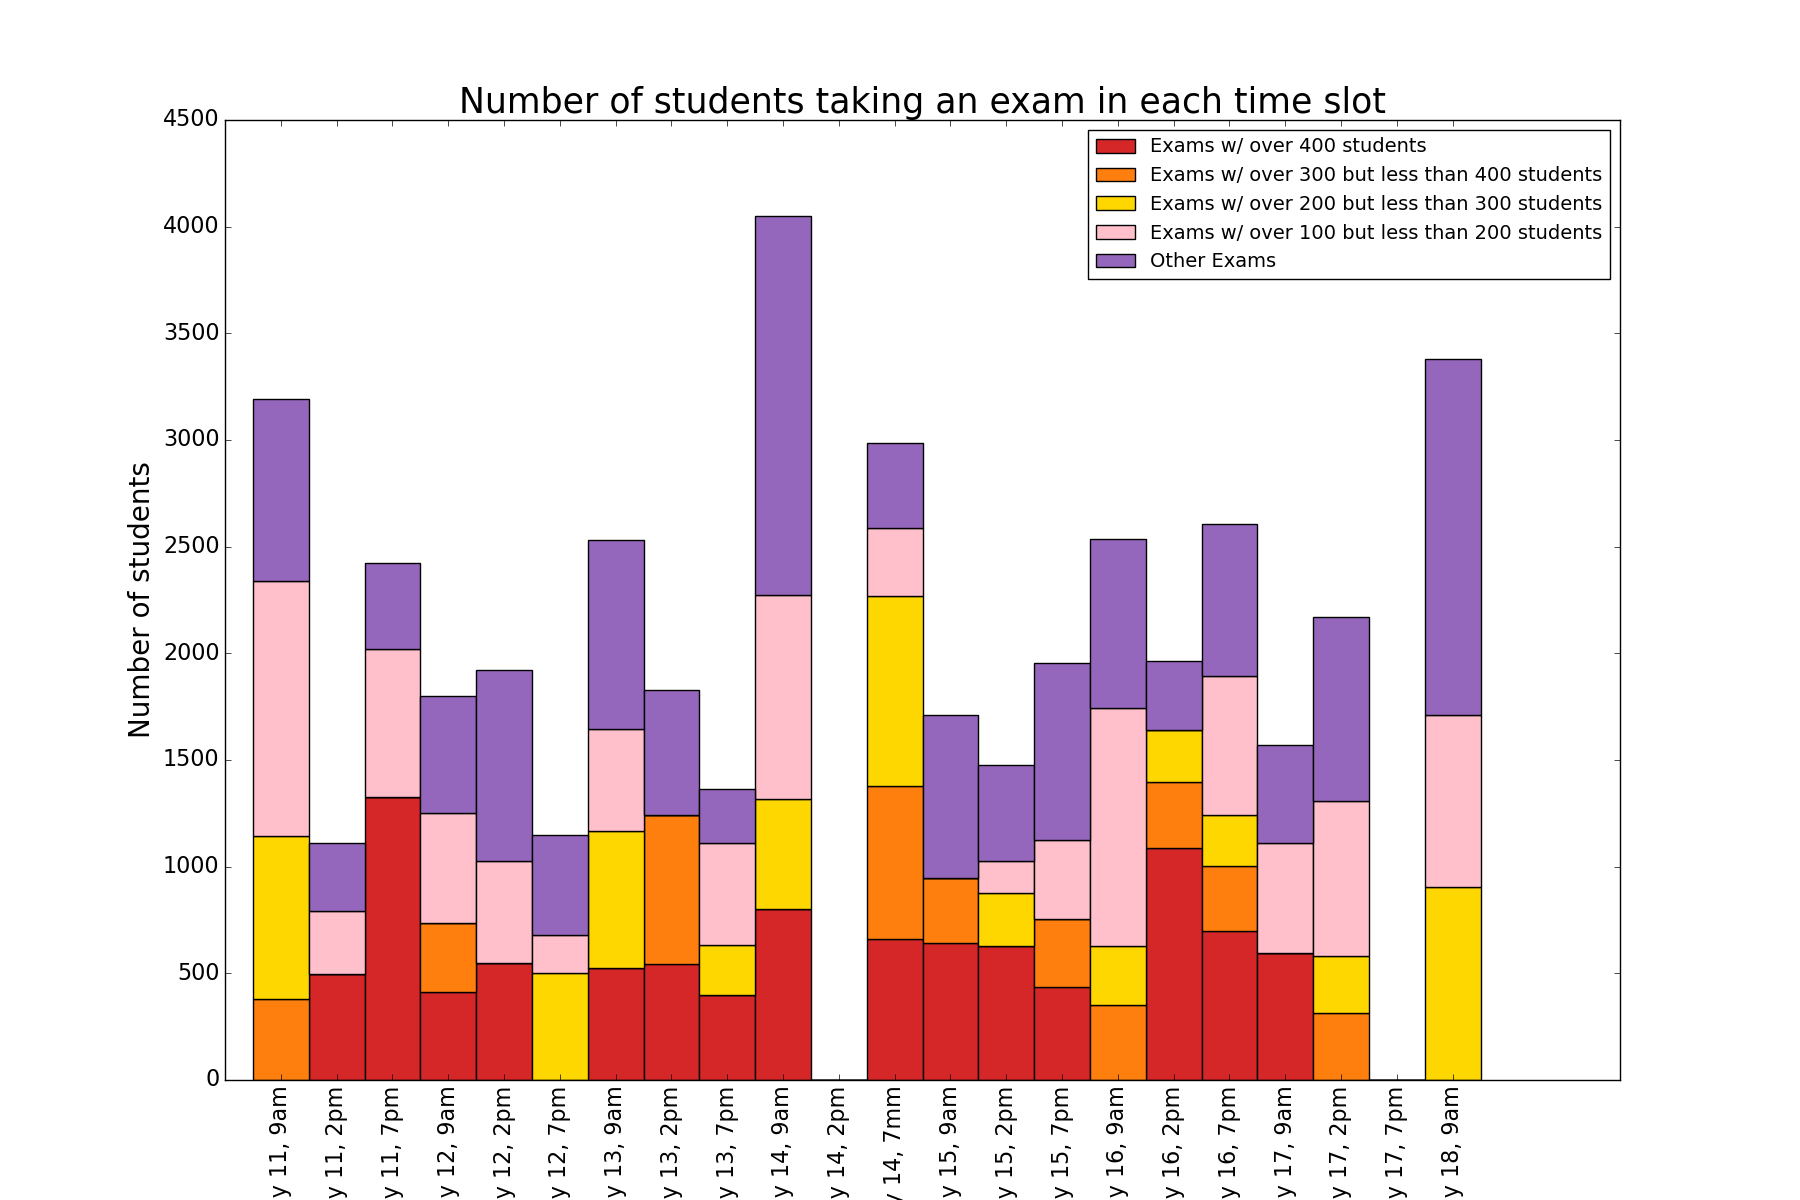 Number of students taking an exam in each time slot
4500
4000
3500
3000
2500
2000
1500
1000
500
0
Number of students
Exams w/ over 400 students
Exams w/ over 300 but less than 400 students
Exams w/ over 200 but less than 300 students
Exams w/ over 100 but less than 200 students
Other Exams
y 11, 9am
y 11, 2pm
y 11, 7pm
y 12, 9am
y 12, 2pm
y 12, 7pm
y 13, 9am
y 13, 2pm
y 13, 7pm
y 14, 9am
y 14, 2pm
y 14, 7mm
y 15, 9am
y 15, 2pm
y 15, 7pm
y 16, 9am
y 16, 2pm
y 16, 7pm
y 17, 9am
y 17, 2pm
y 17, 7pm
y 18, 9am